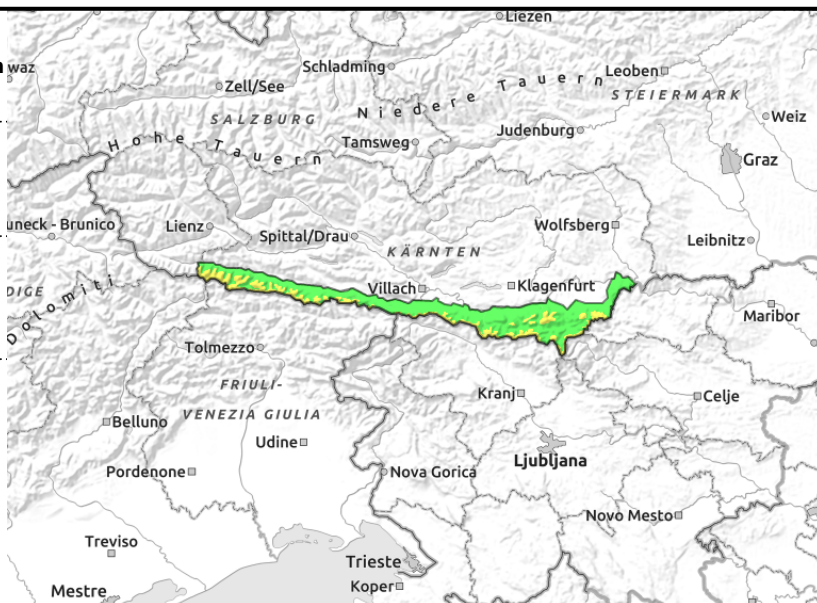 Liezen
waz
Schladming
Leoben
Zell/See
Niedere Tauern
STEIERMARK
SALZBURG
Weiz
Hohe Tauern
Tamsweg
Judenburg
Graz
uneck - Brunico
Lienz
Spittal/Drau
Wolfsberg
KÄRNTEN
Leibnitz
DIGE
Dolomiti
Villach
Klagenfurt
Maribor
Tolmezzo
FRIULI-
VENEZIA GIULIA
Kranj
Celje
Belluno
Udine
Ljubljana
Pordenone
Nova Gorica
Novo Mesto
Treviso
Trieste
Koper
Mestre